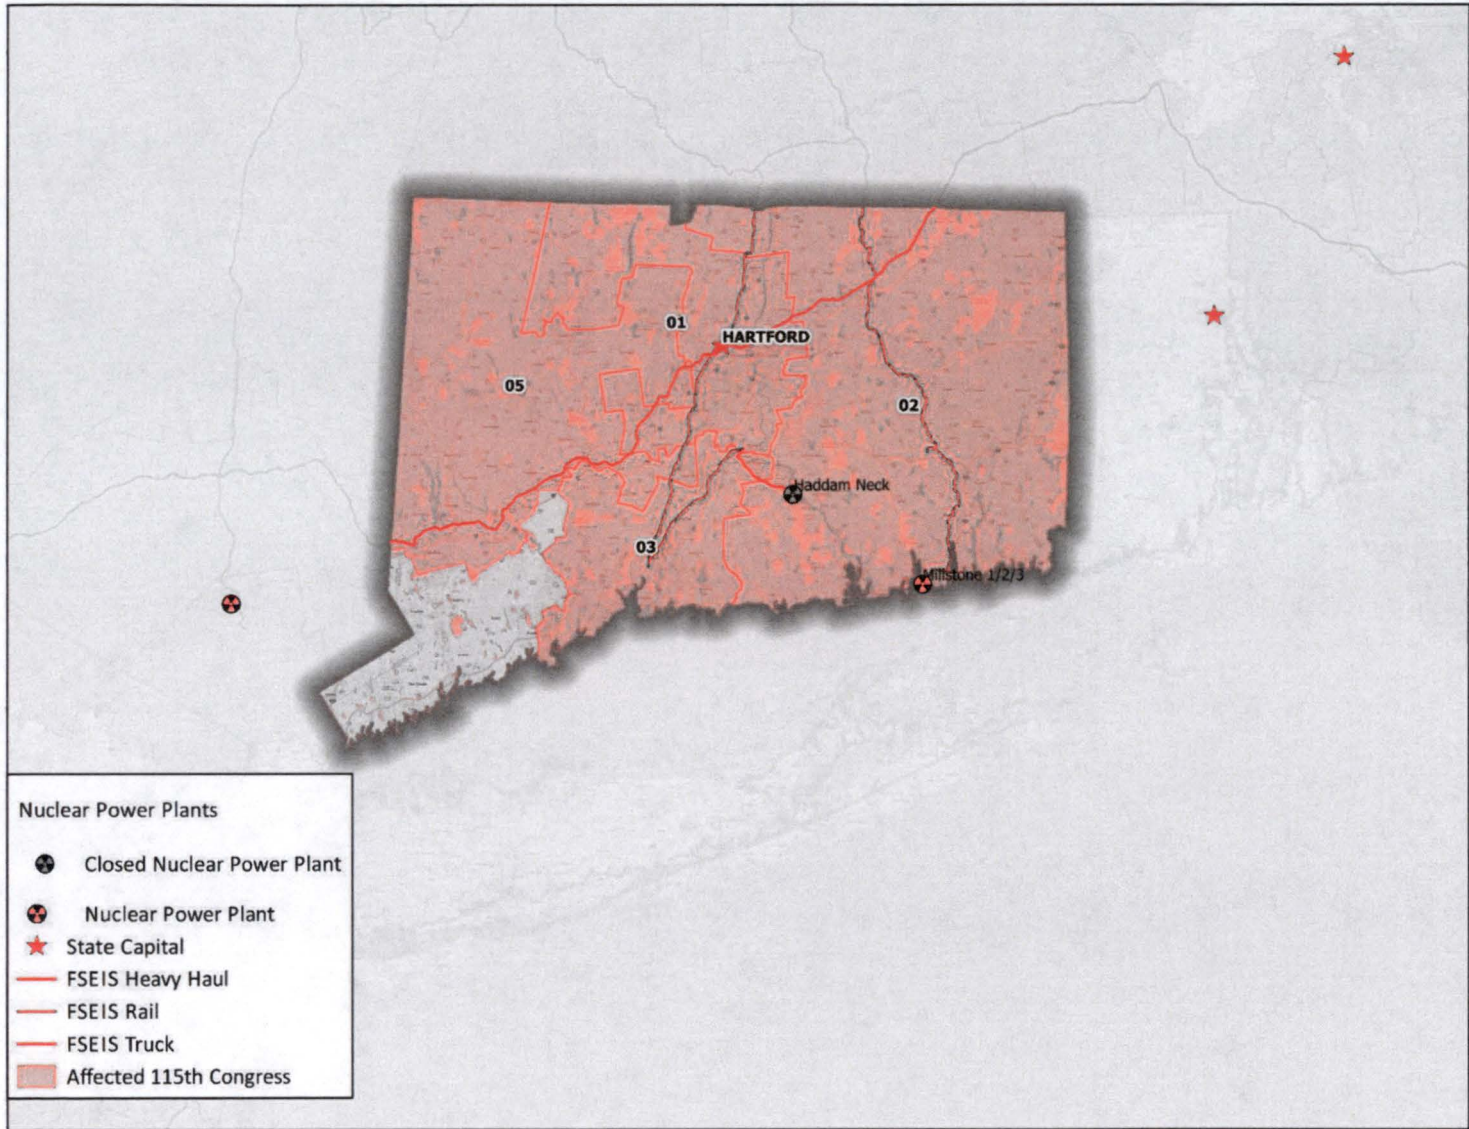 01
HARTFORD
05
02
Haddam Neck
03
Millstone 1/2/3
Nuclear Power Plants
Closed Nuclear Power Plant
Nuclear Power Plant
State Capital
FSEIS Heavy Haul
FSEIS Rail
FSEIS Truck
Affected 115th Congress